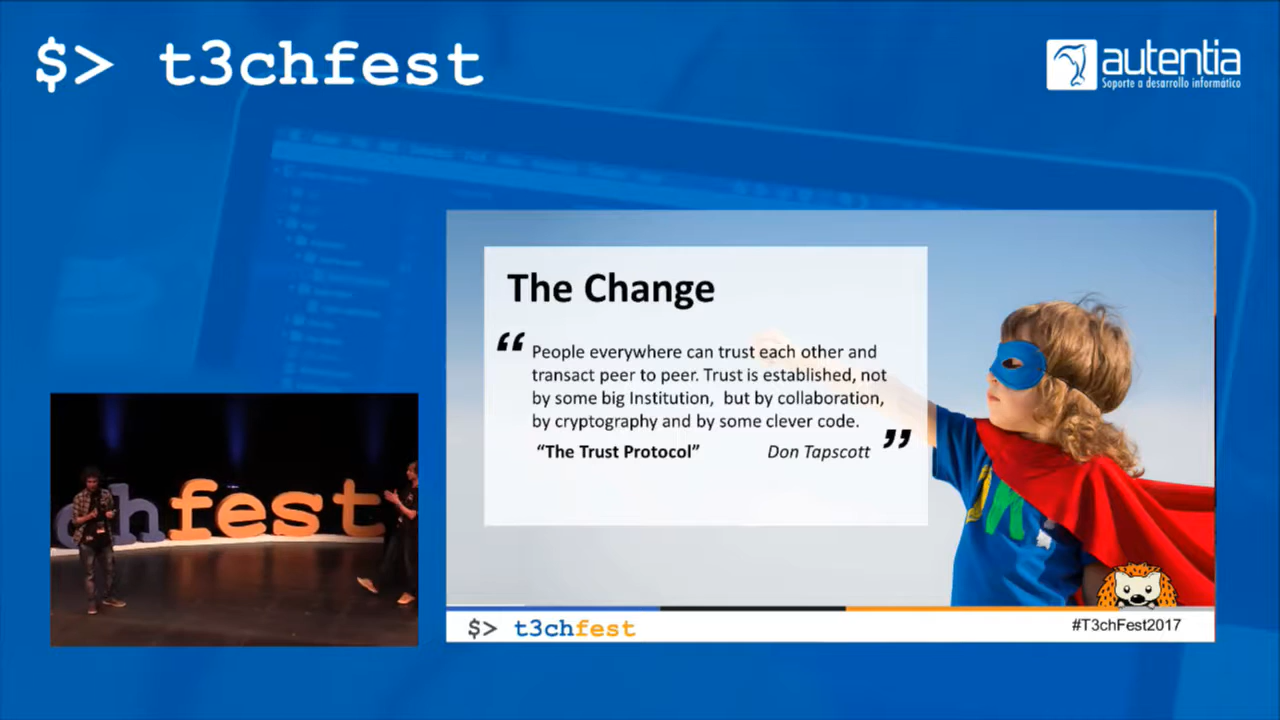 $> t3chfest
autentia
Soporte a desarrollo informático
The Change
“ People everywhere can trust each other and
transact peer to peer. Trust is established, not
by some big Institution, but by collaboration,
by cryptography and by some clever code. ”
“The Trust Protocol” Don Tapscott
chfest
$> t3chfest
#T3chFest2017